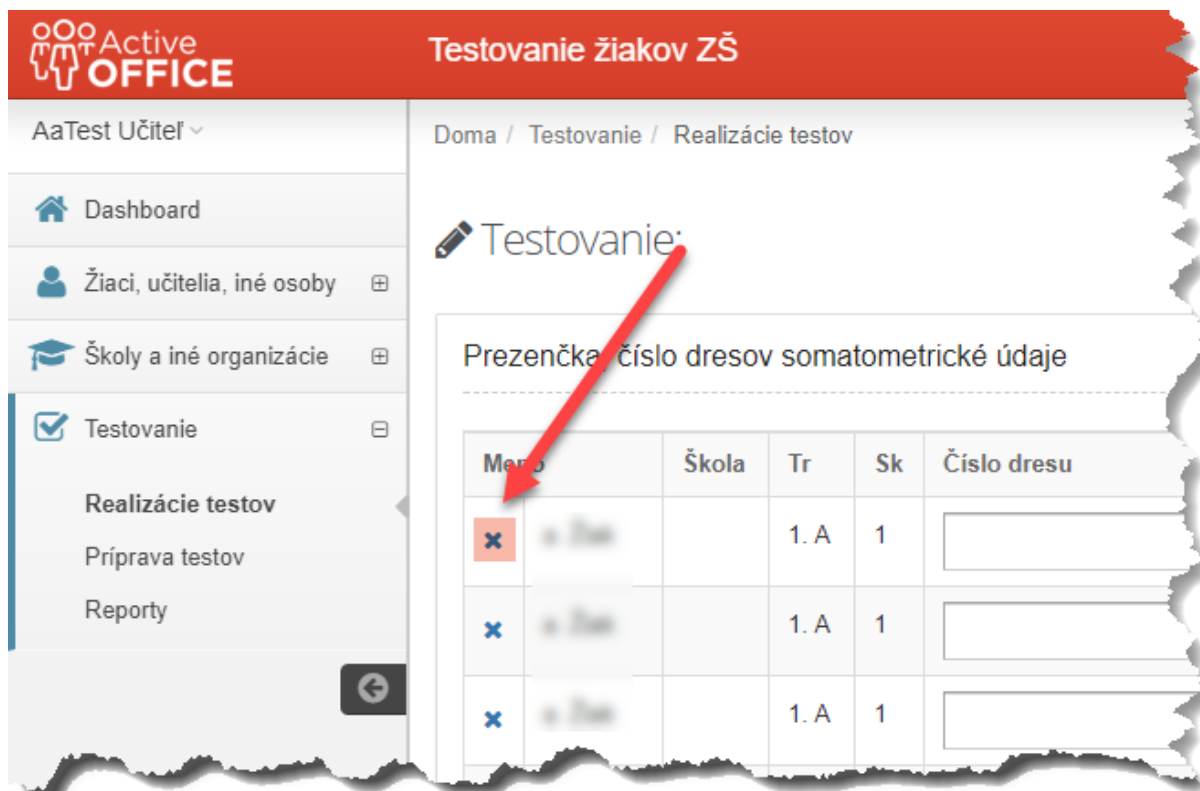 Active
OFFICE
Testovanie žiakov ZŠ
AaTest Učiteľ
Doma / Testovanie / Realizácie testov
Dashboard
Testovanie:
Žiaci, učitelia, iné osoby
Školy a iné organizácie
Prezenčka, číslo dresov somatometrické údaje
Testovanie
Meno Škola Tr Sk Číslo dresu
Realizácie testov
1. A 1
Príprava testov
Reporty
1. A 1
1. A 1